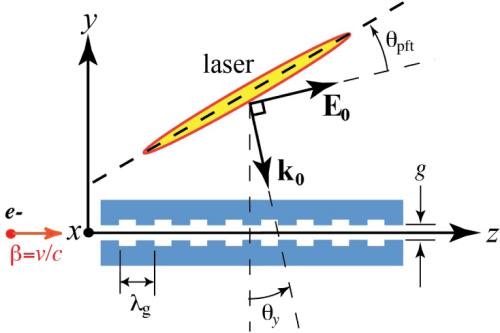 y
θpft
laser
E₀
k₀
g
e-
x
z
β=v/c
λg
θy